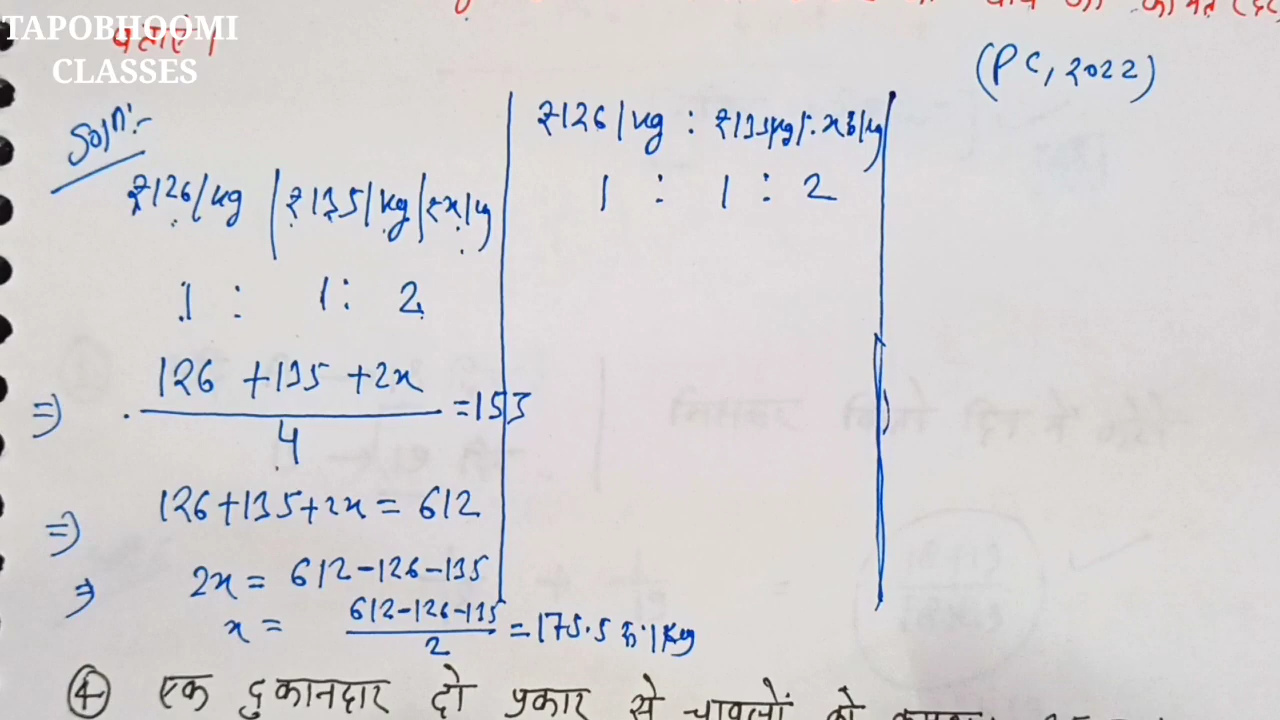 TAPOBHOOMI
CLASSES
बताएं।
(PC, 2022)
Soln:-
₹126/kg | ₹135/kg | ₹x/kg
1 : 1 : 2
⇒ 126 + 135 + 2x / 4 = 153
⇒ 126 + 135 + 2x = 612
⇒ 2x = 612 - 126 - 135
x = 612 - 126 - 135 / 2 = 175.5 रु./kg
₹126/kg : ₹135/kg : x रु/kg
1 : 1 : 2
④ एक दुकानदार दो प्रकार से चावलों को